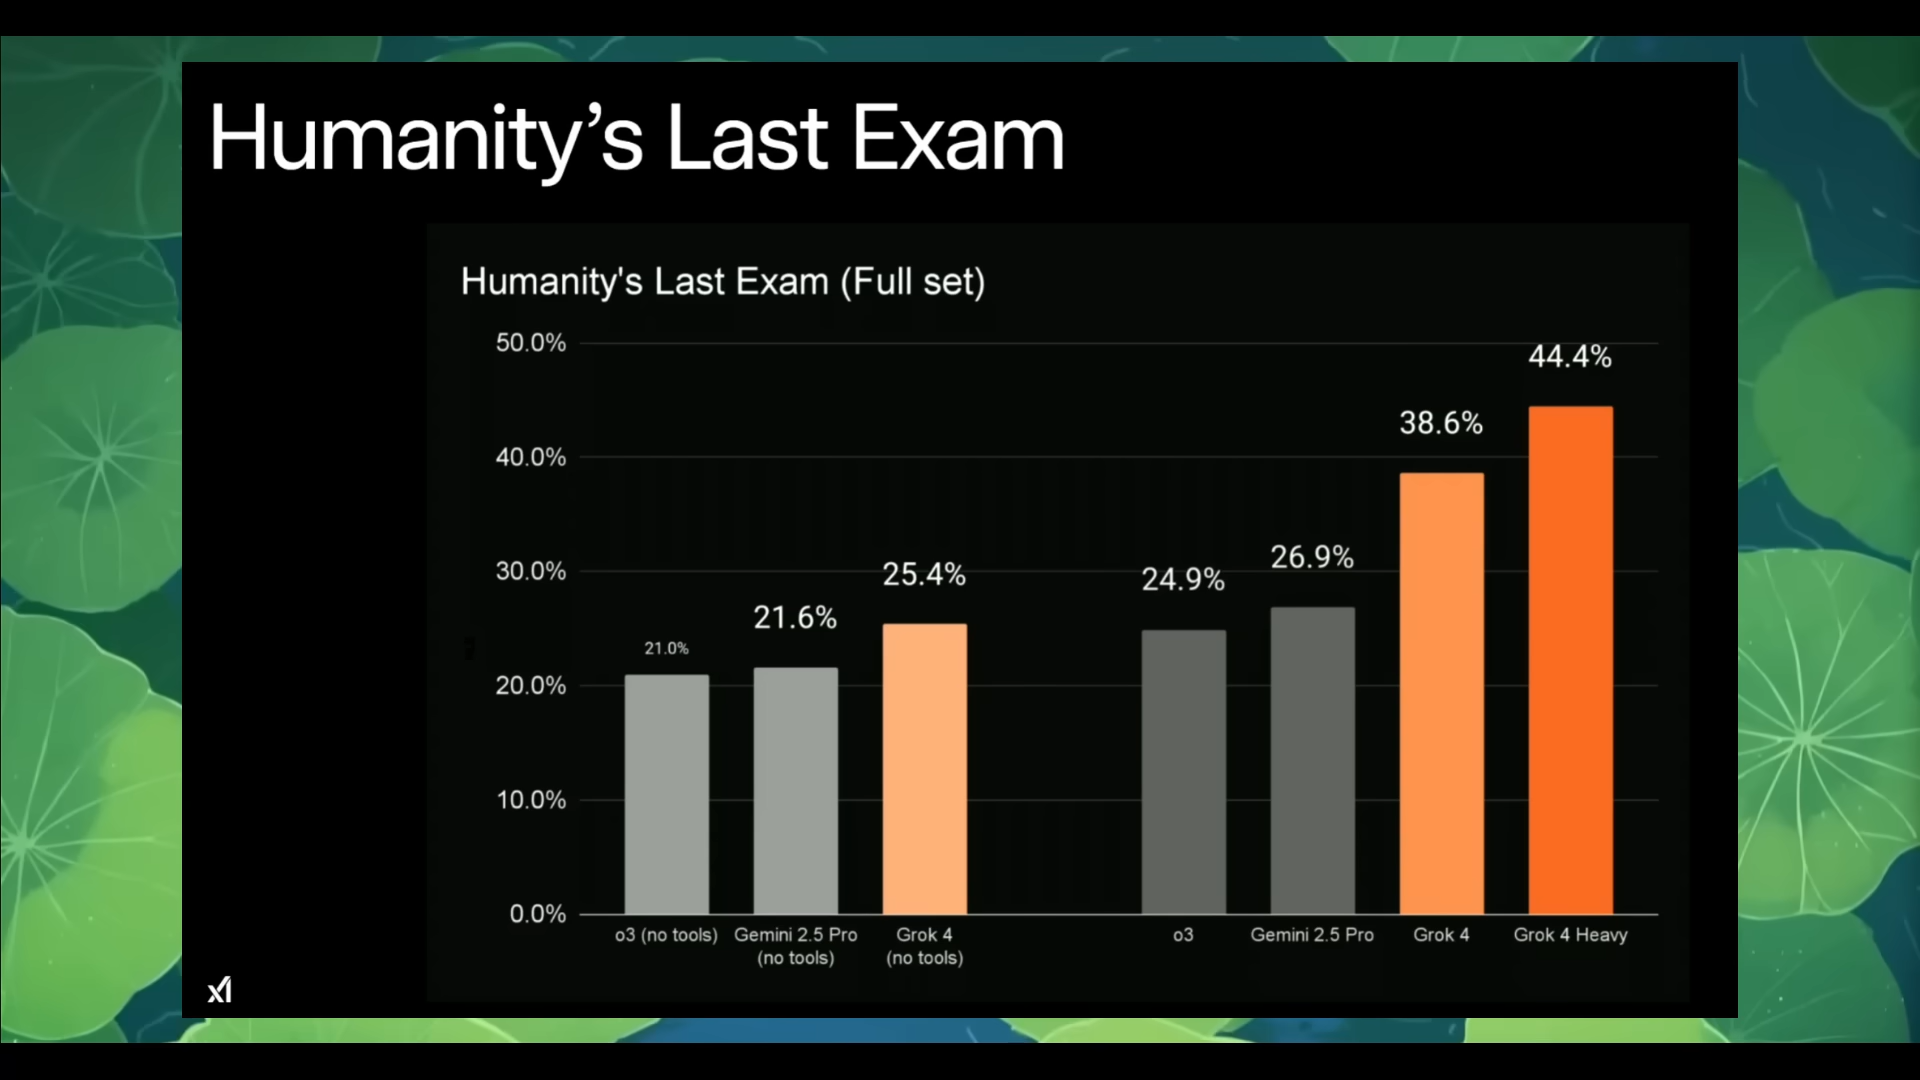 Humanity’s Last Exam
Humanity's Last Exam (Full set)
50.0%
40.0%
30.0%
20.0%
10.0%
0.0%
21.0%
21.6%
25.4%
24.9%
26.9%
38.6%
44.4%
o3 (no tools)
Gemini 2.5 Pro
(no tools)
Grok 4
(no tools)
o3
Gemini 2.5 Pro
Grok 4
Grok 4 Heavy
xI